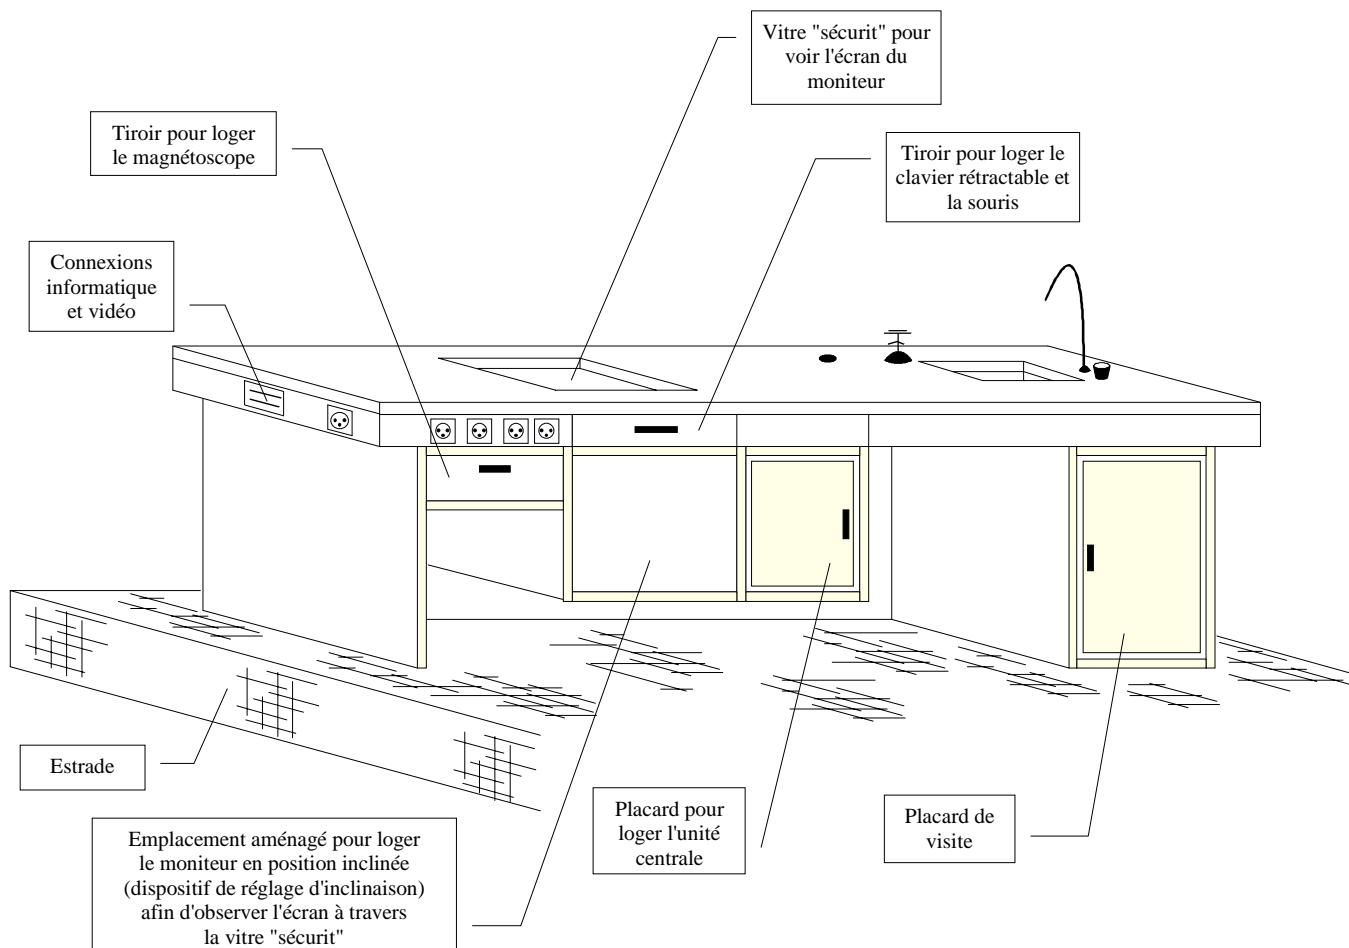 Vitre "sécurit" pour
voir l'écran du
moniteur
Tiroir pour loger
le magnétoscope
Tiroir pour loger le
clavier rétractable et
la souris
Connexions
informatique
et vidéo
Estrade
Emplacement aménagé pour loger
le moniteur en position inclinée
(dispositif de réglage d'inclinaison)
afin d'observer l'écran à travers
la vitre "sécurit"
Placard pour
loger l'unité
centrale
Placard de
visite